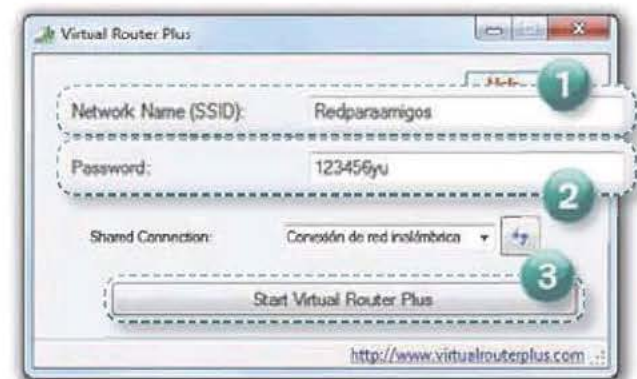 Virtual Router Plus
1
Network Name (SSID): Redparaamigos
Password: 123456yu
2
Shared Connection: Conexión de red inalámbrica
3
Start Virtual Router Plus
http://www.virtualrouterplus.com